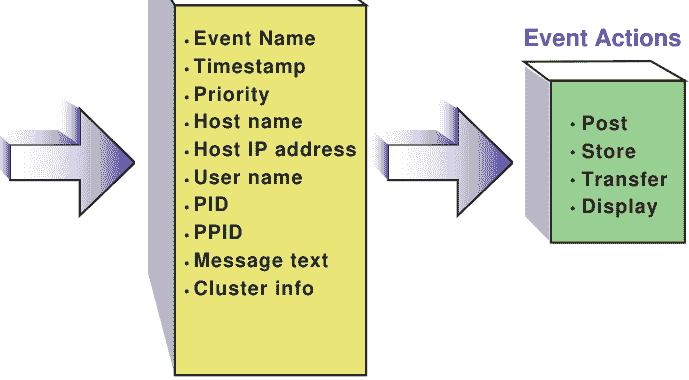 Event Name
Timestamp
Priority
Host name
Host IP address
User name
PID
PPID
Message text
Cluster info
Event Actions
Post
Store
Transfer
Display